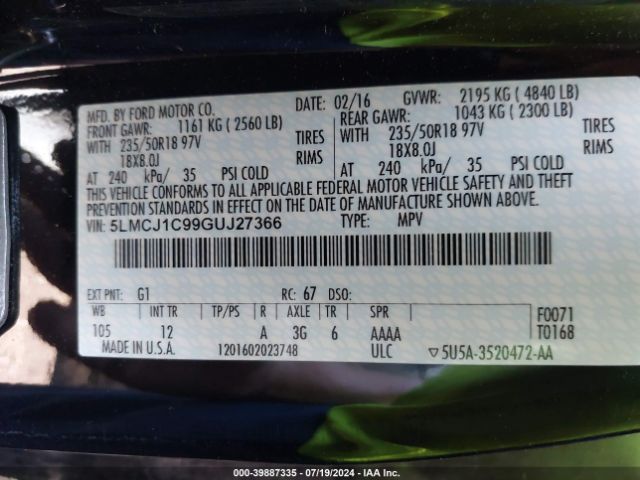 MFD. BY FORD MOTOR CO. DATE: 02/16 GVWR: 2195 KG ( 4840 LB)
FRONT GAWR: 1161 KG ( 2560 LB) REAR GAWR: 1043 KG ( 2300 LB)
WITH 235/50R18 97V TIRES WITH 235/50R18 97V TIRES
18X8.0J RIMS 18X8.0J RIMS
AT 240 kPa/ 35 PSI COLD AT 240 kPa/ 35 PSI COLD
THIS VEHICLE CONFORMS TO ALL APPLICABLE FEDERAL MOTOR VEHICLE SAFETY AND THEFT
PREVENTION STANDARDS IN EFFECT ON THE DATE OF MANUFACTURE SHOWN ABOVE.
VIN: 5LMCJ1C99GUJ27366 TYPE: MPV
EXT PNT: G1 RC: 67 DSO:
WB INT TR TP/PS R AXLE TR SPR F0071
105 12 A 3G 6 AAAA T0168
MADE IN U.S.A. 1201602023748 ULC ▽5U5A-3520472-AA
000-39887335 - 07/19/2024 - IAA Inc.